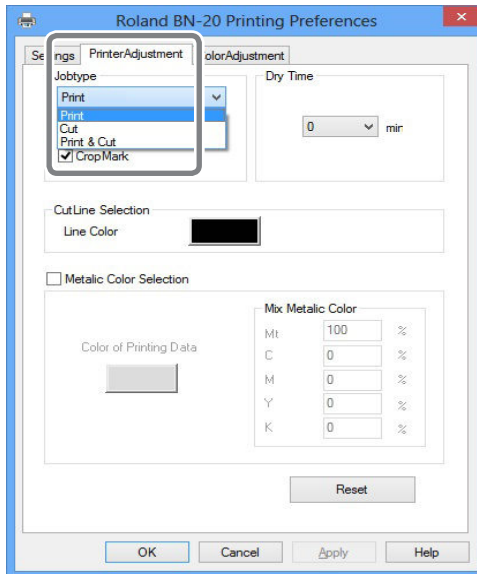 Roland BN-20 Printing Preferences
Se ngs PrinterAdjustment olorAdjustment
Jobtype
Dry Time
Print
Print
Cut
Print & Cut
CropMark
0 min
CutLine Selection
Line Color
Metalic Color Selection
Mix Metalic Color
Color of Printing Data
Mt 100 %
C 0 %
M 0 %
Y 0 %
K 0 %
Reset
OK Cancel Apply Help